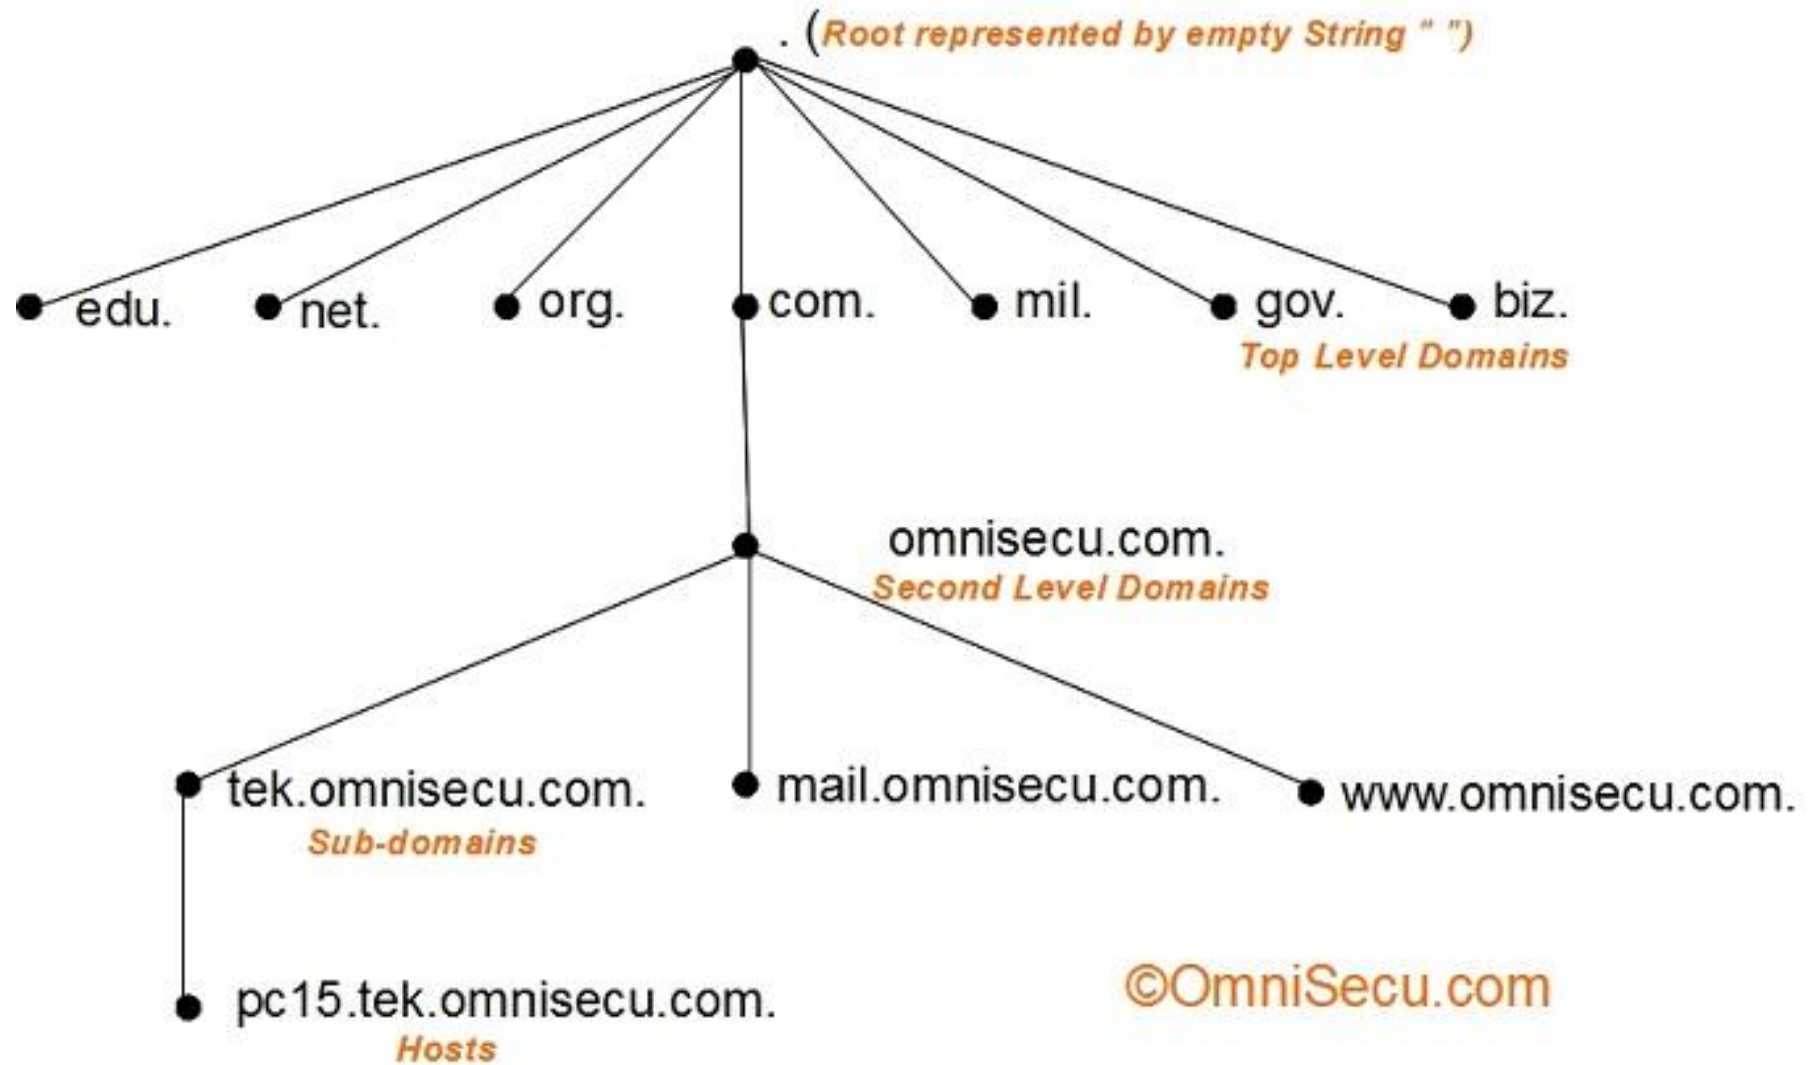 . (Root represented by empty String " ")
edu.
net.
org.
com.
mil.
gov.
biz.
Top Level Domains
omnisecu.com.
Second Level Domains
tek.omnisecu.com.
mail.omnisecu.com.
www.omnisecu.com.
Sub-domains
pc15.tek.omnisecu.com.
Hosts
©OmniSecu.com